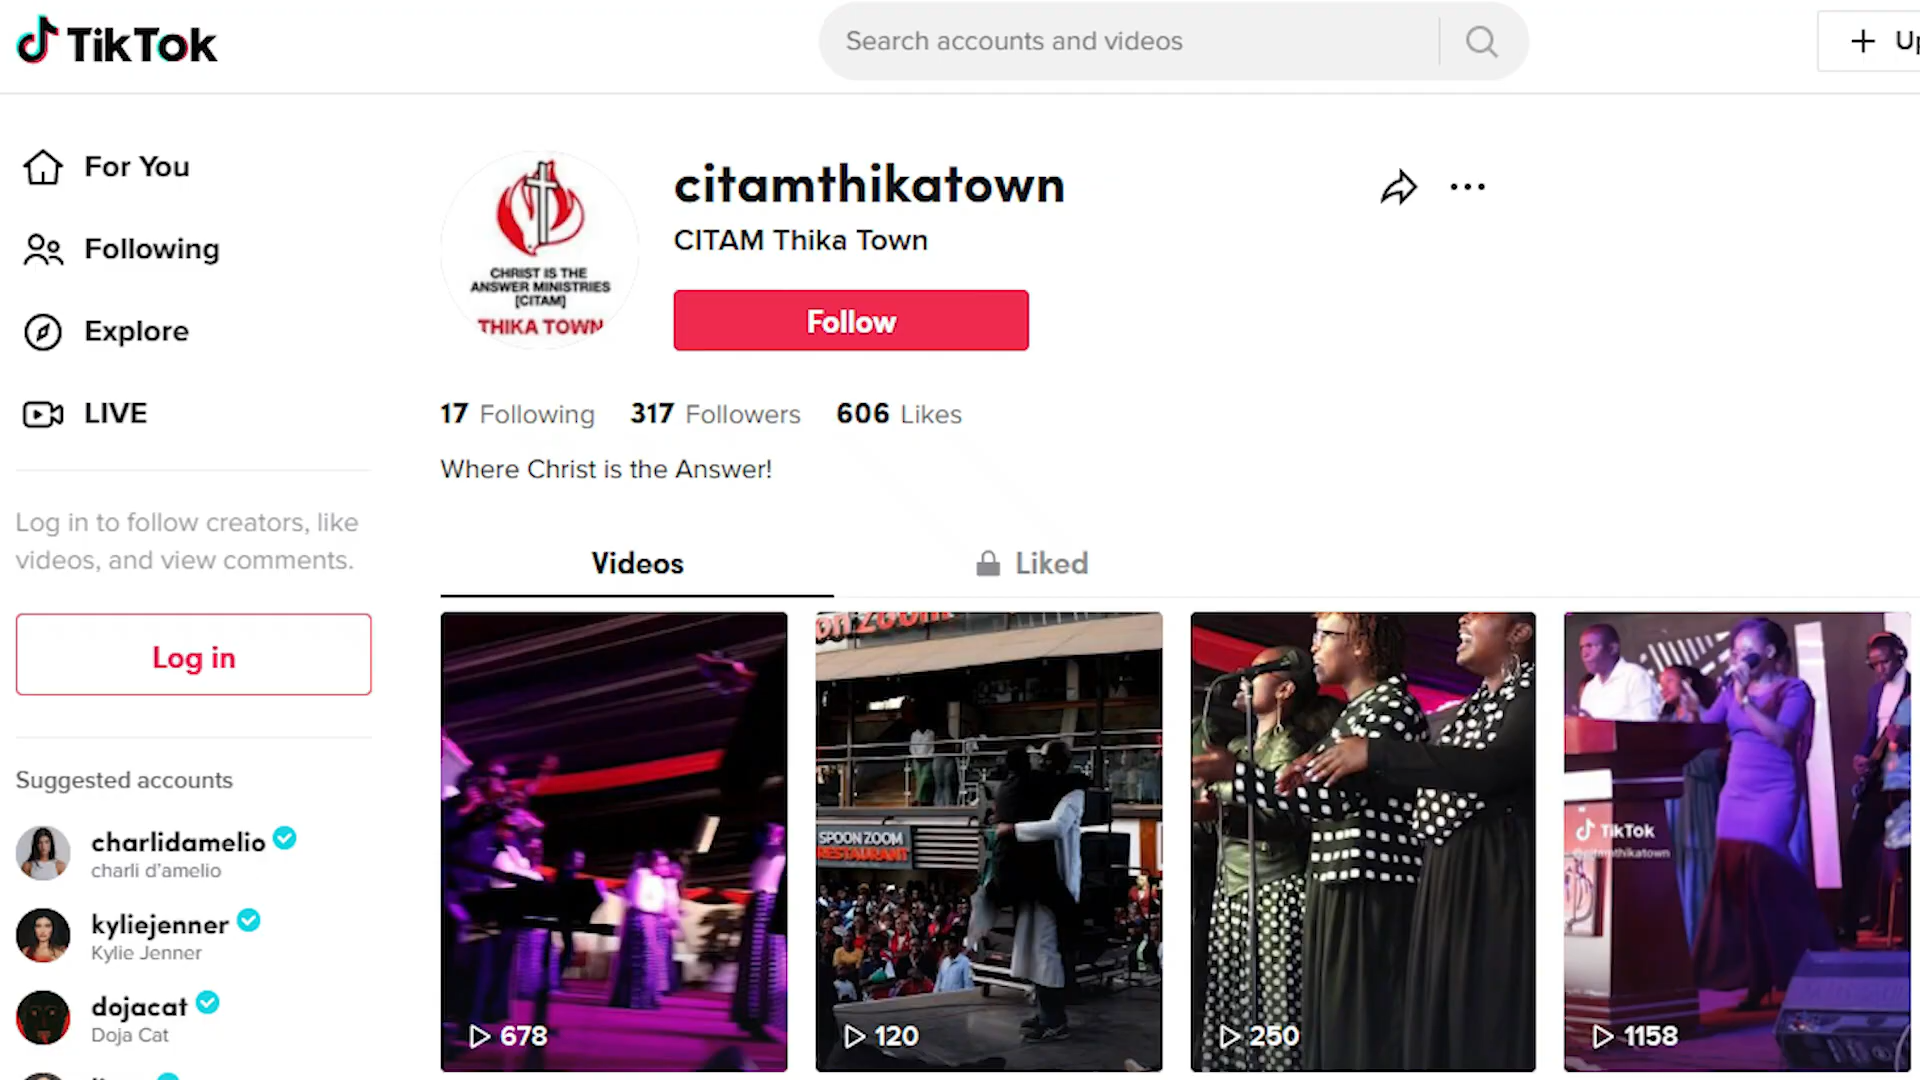 TikTok
Search accounts and videos
For You
Following
Explore
LIVE
Log in to follow creators, like
videos, and view comments.
Log in
Suggested accounts
charlidamelio
charli d'amelio
kyliejenner
Kylie Jenner
dojacat
Doja Cat
CHRIST IS THE
ANSWER MINISTRIES
[CITAM]
THIKA TOWN
citamthikatown
CITAM Thika Town
Follow
17 Following 317 Followers 606 Likes
Where Christ is the Answer!
Videos
Liked
678
SPOON ZOOM
RESTAURANT
120
250
TikTok
@citamthikatown
1158